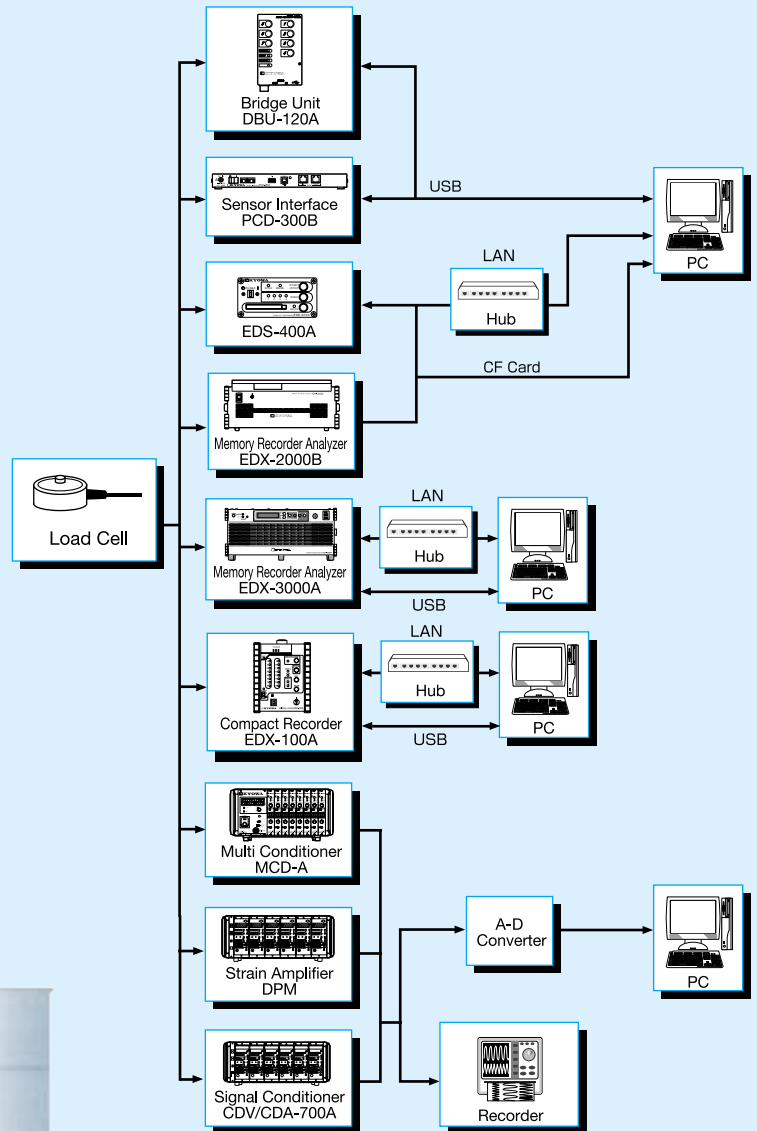 Bridge Unit
DBU-120A
USB
Sensor Interface
PCD-300B
PC
LAN
Hub
KYOWA
EDS-400A
CF Card
Memory Recorder Analyzer
EDX-2000B
Load Cell
LAN
Hub
Memory Recorder Analyzer
EDX-3000A
USB
PC
LAN
Hub
Compact Recorder
EDX-100A
USB
PC
KYOWA
Multi Conditioner
MCD-A
A-D
Converter
PC
Strain Amplifier
DPM
Signal Conditioner
CDV/CDA-700A
Recorder